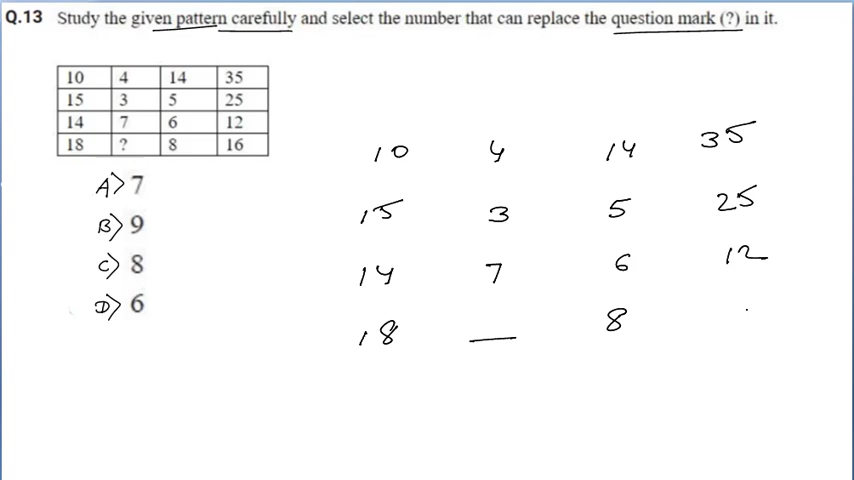 Q.13 Study the given pattern carefully and select the number that can replace the question mark (?) in it.
10 4 14 35
15 3 5 25
14 7 6 12
18 ? 8 16
A) 7
B) 9
C) 8
D) 6
10 4 14 35
15 3 5 25
14 7 6 12
18 — 8